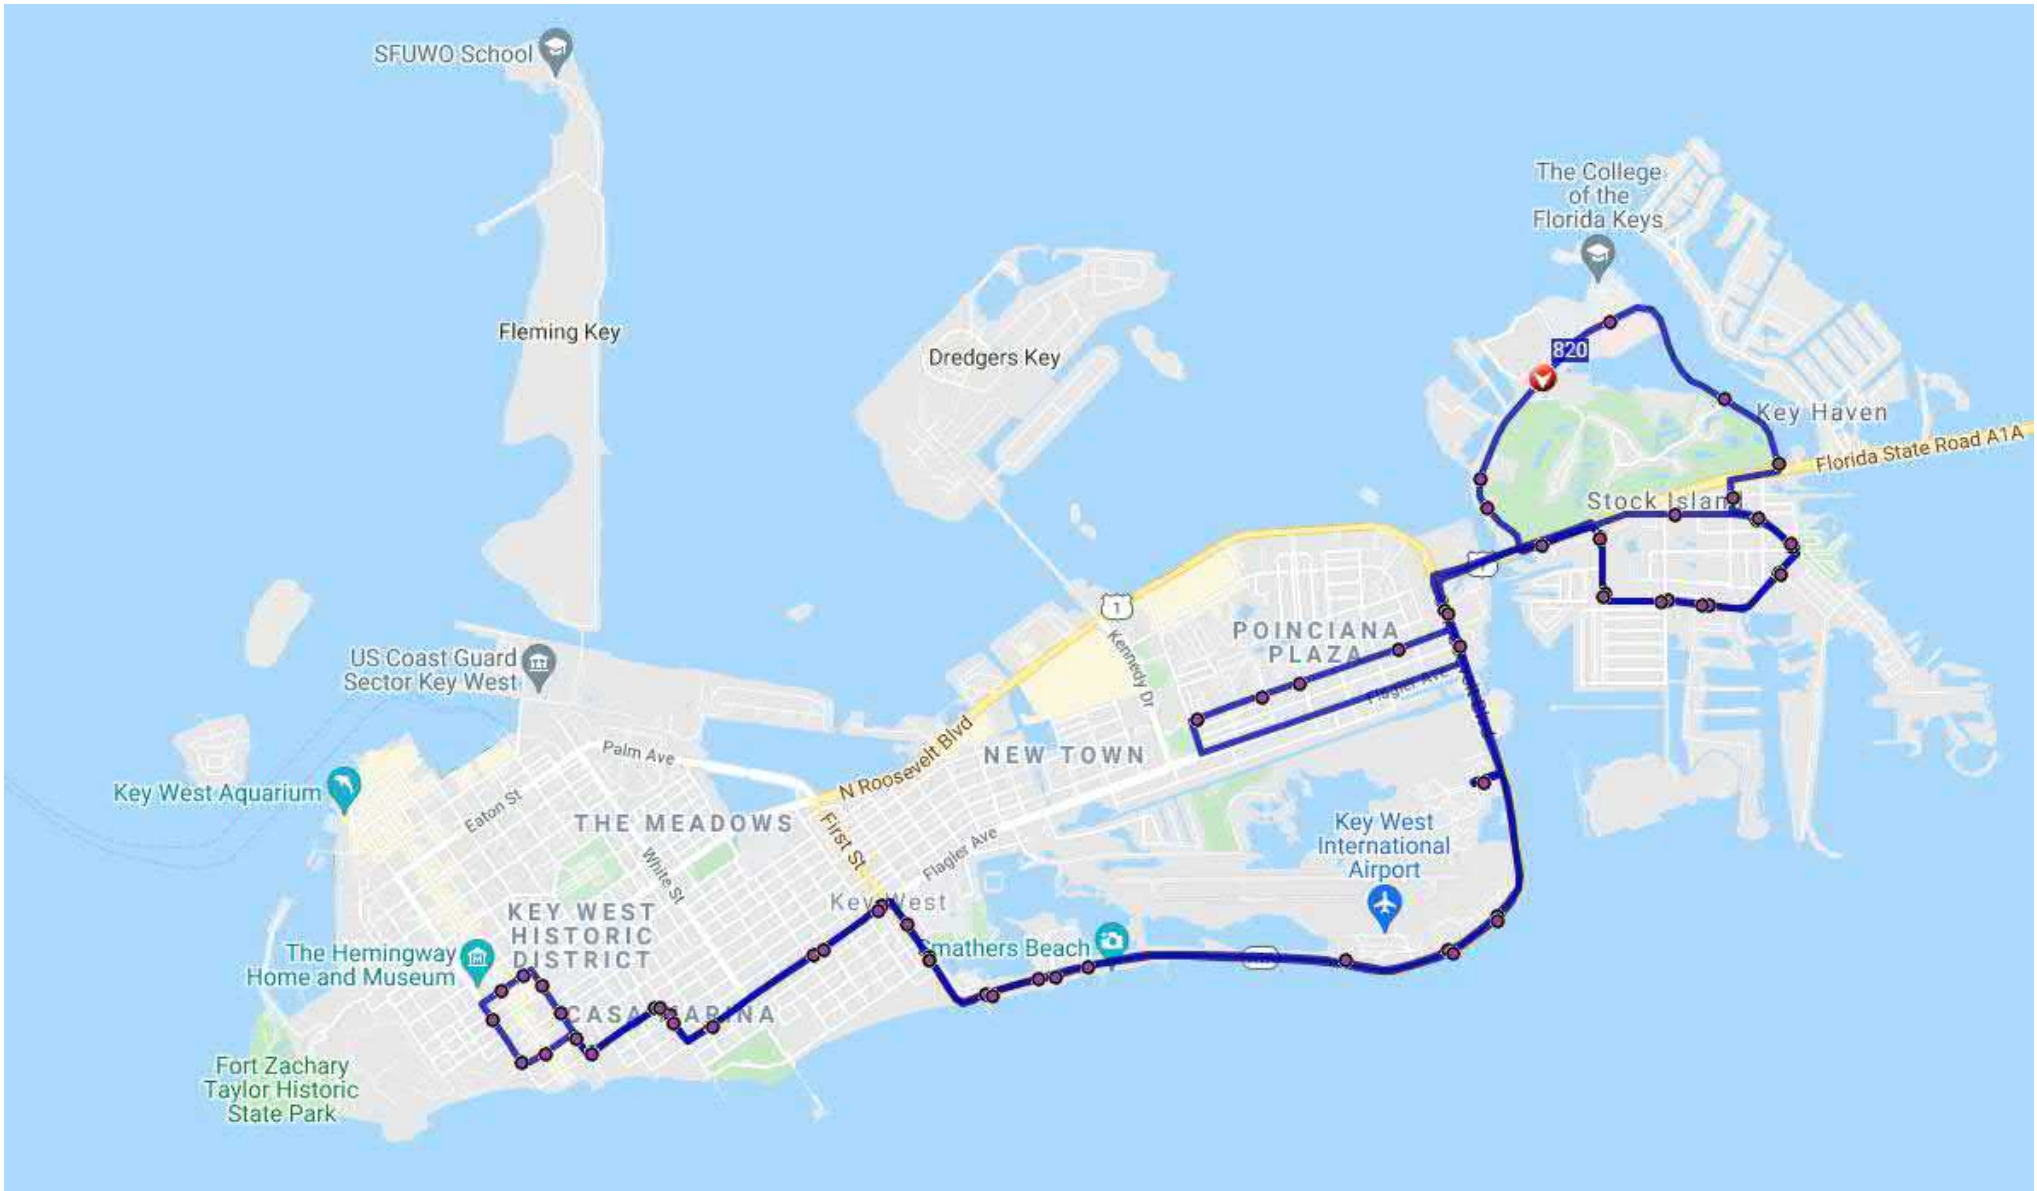 SFUWO School
The College
of the
Florida Keys
Fleming Key
Dredgers Key
820
Key Haven
Florida State Road A1A
Stock Island
1
POINCIANA
PLAZA
Kennedy Dr
US Coast Guard
Sector Key West
Flagler Ave
Palm Ave
NEW TOWN
N Roosevelt Blvd
Key West Aquarium
Eaton St
THE MEADOWS
First St
White St
Flagler Ave
Key West
International
Airport
Key West
KEY WEST
HISTORIC
DISTRICT
Smathers Beach
The Hemingway
Home and Museum
CASA MARINA
Fort Zachary
Taylor Historic
State Park